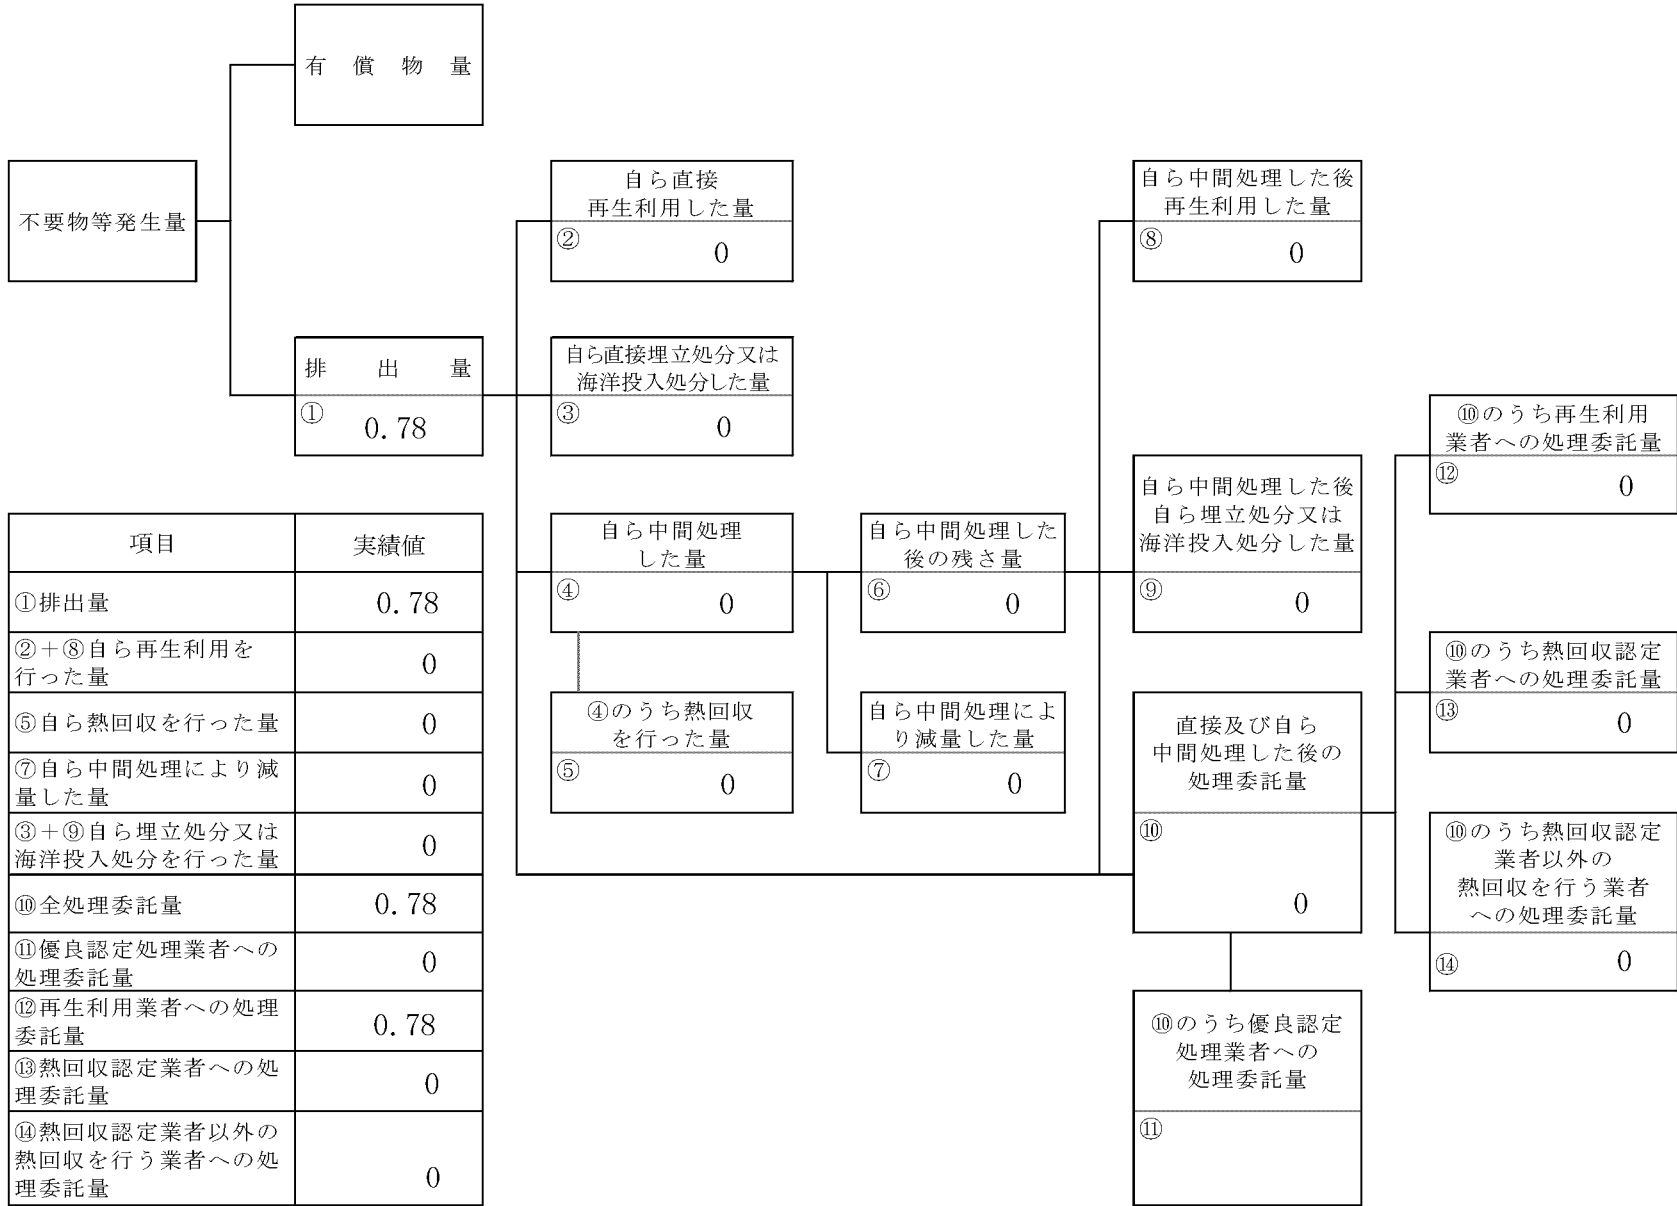 有償物量
不要物等発生量
自ら直接
再生利用した量
②
0
自ら中間処理した後
再生利用した量
⑧
0
排出量
①
0.78
自ら直接埋立処分又は
海洋投入処分した量
③
0
⑩のうち再生利用
業者への処理委託量
⑫
0
自ら中間処理した後
自ら埋立処分又は
海洋投入処分した量
⑨
0
自ら中間処理
した量
④
0
自ら中間処理した
後の残さ量
⑥
0
⑩のうち熱回収認定
業者への処理委託量
⑬
0
④のうち熱回収
を行った量
⑤
0
自ら中間処理によ
り減量した量
⑦
0
直接及び自ら
中間処理した後の
処理委託量
⑩
0
⑩のうち熱回収認定
業者以外の
熱回収を行う業者
への処理委託量
⑭
0
⑩のうち優良認定
処理業者への
処理委託量
⑪
項目
実績値
①排出量
0.78
②+⑧自ら再生利用を
行った量
0
⑤自ら熱回収を行った量
0
⑦自ら中間処理により減
量した量
0
③+⑨自ら埋立処分又は
海洋投入処分を行った量
0
⑩全処理委託量
0.78
⑪優良認定処理業者への
処理委託量
0
⑫再生利用業者への処理
委託量
0.78
⑬熱回収認定業者への処
理委託量
0
⑭熱回収認定業者以外の
熱回収を行う業者への処
理委託量
0